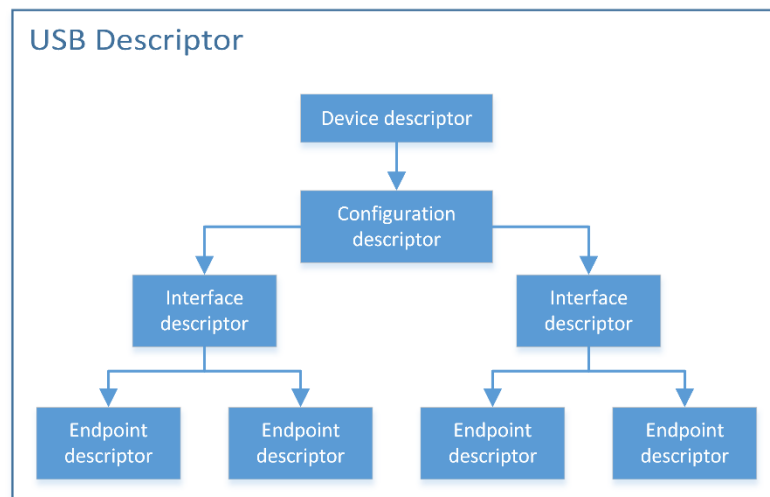 USB Descriptor
Device descriptor
Configuration
descriptor
Interface
descriptor
Interface
descriptor
Endpoint
descriptor
Endpoint
descriptor
Endpoint
descriptor
Endpoint
descriptor